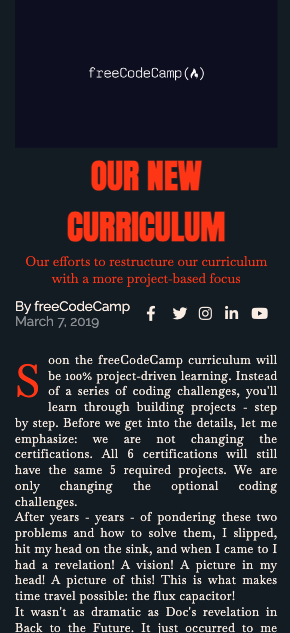 freeCodeCamp(🔥)
OUR NEW
CURRICULUM
Our efforts to restructure our curriculum
with a more project-based focus
By freeCodeCamp
March 7, 2019
Soon the freeCodeCamp curriculum will
be 100% project-driven learning. Instead
of a series of coding challenges, you'll
learn through building projects - step
by step. Before we get into the details, let me
emphasize: we are not changing the
certifications. All 6 certifications will still
have the same 5 required projects. We are
only changing the optional coding
challenges.
After years - years - of pondering these two
problems and how to solve them, I slipped,
hit my head on the sink, and when I came to I
had a revelation! A vision! A picture in my
head! A picture of this! This is what makes
time travel possible: the flux capacitor!
It wasn't as dramatic as Doc's revelation in
Back to the Future. It just occurred to me